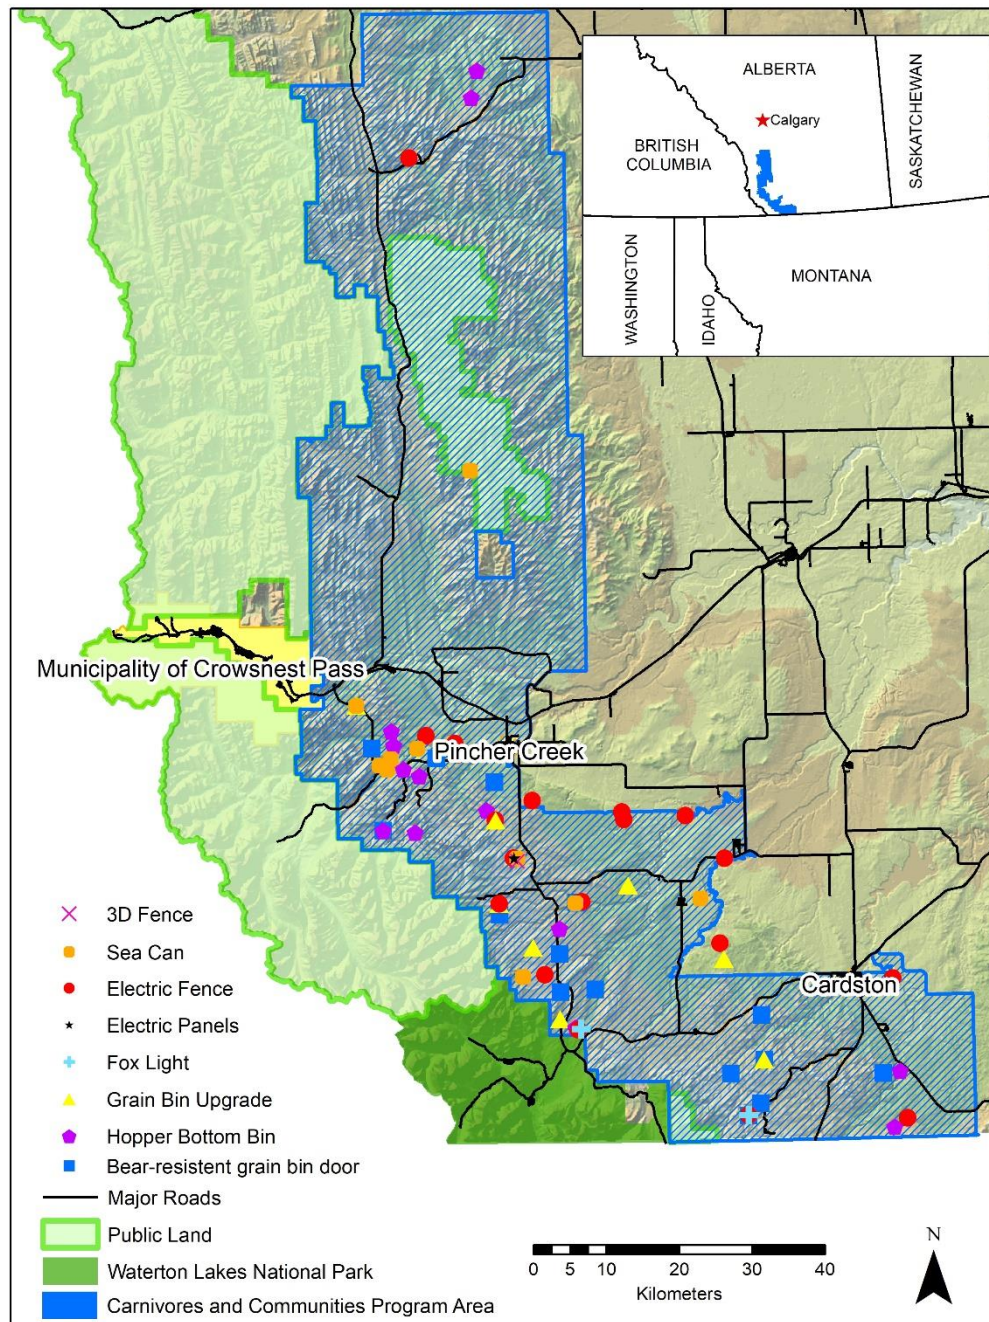 ALBERTA
Calgary
BRITISH
COLUMBIA
SASKATCHEWAN
WASHINGTON
IDAHO
MONTANA
Municipality of Crowsnest Pass
Pincher Creek
Cardston
3D Fence
Sea Can
Electric Fence
Electric Panels
Fox Light
Grain Bin Upgrade
Hopper Bottom Bin
Bear-resistent grain bin door
Major Roads
Public Land
Waterton Lakes National Park
Carnivores and Communities Program Area
0 5 10 20 30 40
Kilometers
N